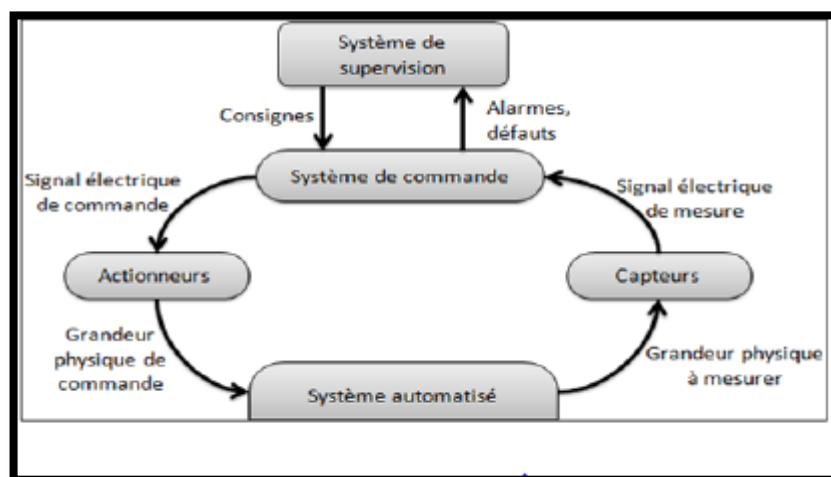 Système de
supervision
Consignes
Alarmes,
défauts
Signal électrique
de commande
Système de commande
Signal électrique
de mesure
Actionneurs
Capteurs
Grandeur
physique de
commande
Grandeur physique
à mesurer
Système automatisé